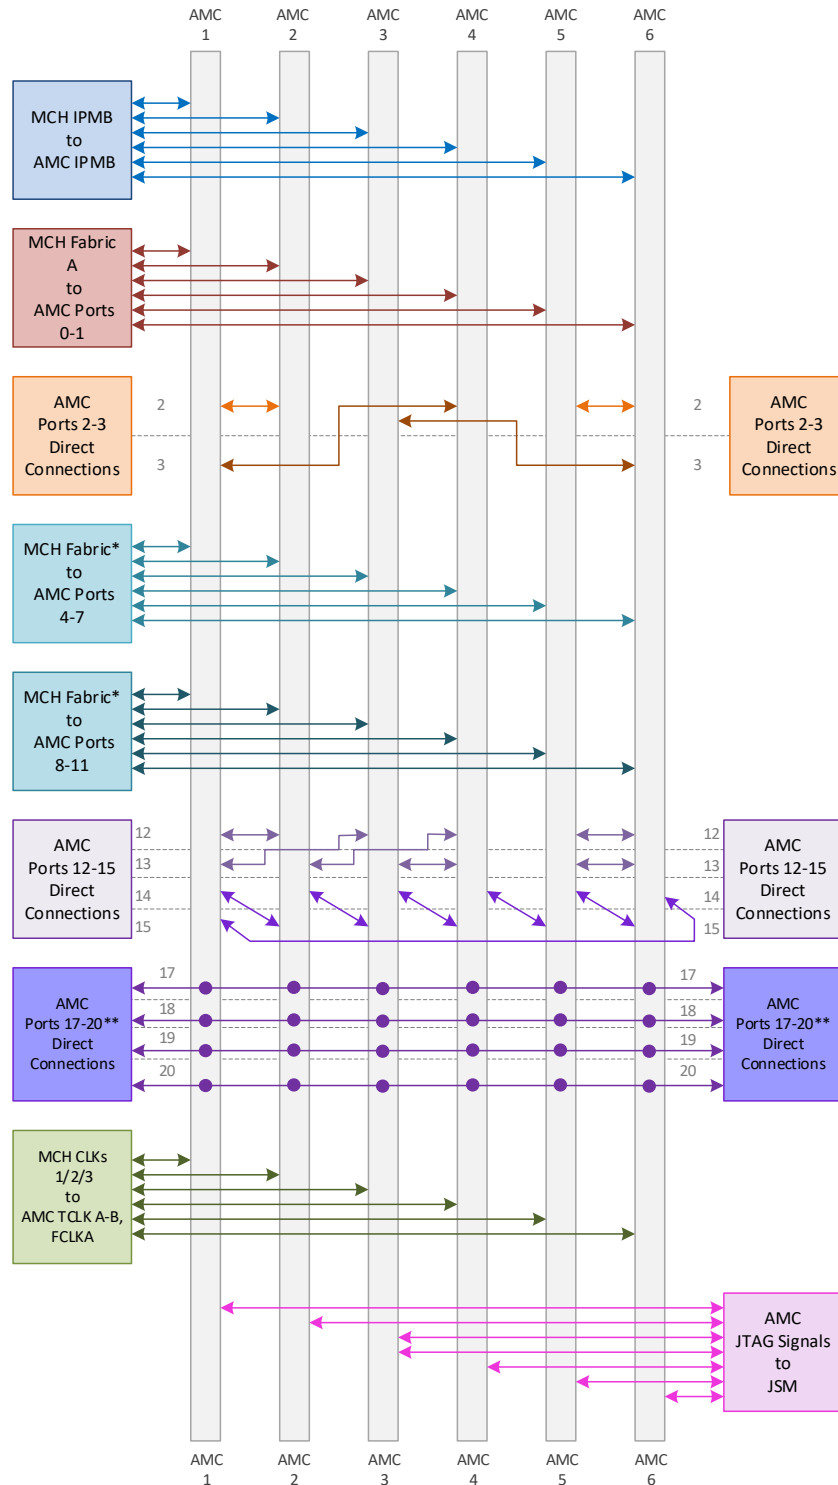 AMC
1
AMC
2
AMC
3
AMC
4
AMC
5
AMC
6
MCH IPMB
to
AMC IPMB
MCH Fabric
A
to
AMC Ports
0-1
AMC
Ports 2-3
Direct
Connections
2
3
2
3
AMC
Ports 2-3
Direct
Connections
MCH Fabric*
to
AMC Ports
4-7
MCH Fabric*
to
AMC Ports
8-11
AMC
Ports 12-15
Direct
Connections
12
13
14
15
12
13
14
15
AMC
Ports 12-15
Direct
Connections
AMC
Ports 17-20**
Direct
Connections
17
18
19
20
17
18
19
20
AMC
Ports 17-20**
Direct
Connections
MCH CLKs
1/2/3
to
AMC TCLK A-B,
FCLKA
AMC
JTAG Signals
to
JSM
AMC
1
AMC
2
AMC
3
AMC
4
AMC
5
AMC
6